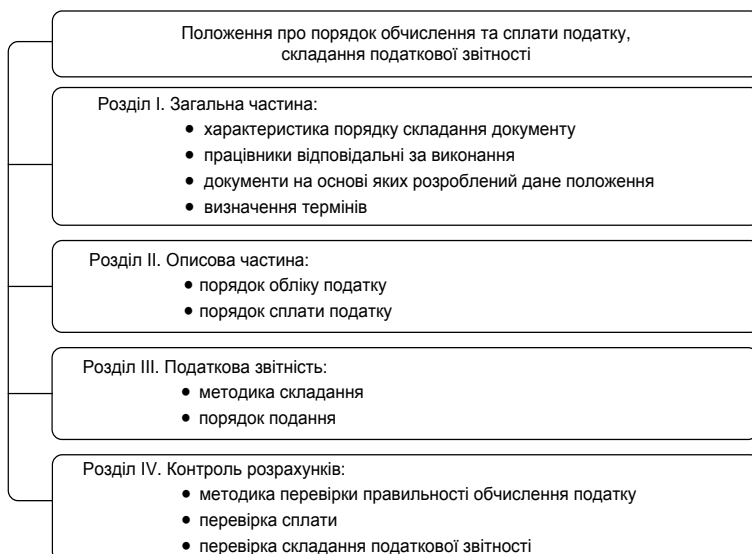 Положення про порядок обчислення та сплати податку,
складання податкової звітності
Розділ І. Загальна частина:
• характеристика порядку складання документу
• працівники відповідальні за виконання
• документи на основі яких розроблений дане положення
• визначення термінів
Розділ ІІ. Описова частина:
• порядок обліку податку
• порядок сплати податку
Розділ ІІІ. Податкова звітність:
• методика складання
• порядок подання
Розділ IV. Контроль розрахунків:
• методика перевірки правильності обчислення податку
• перевірка сплати
• перевірка складання податкової звітності